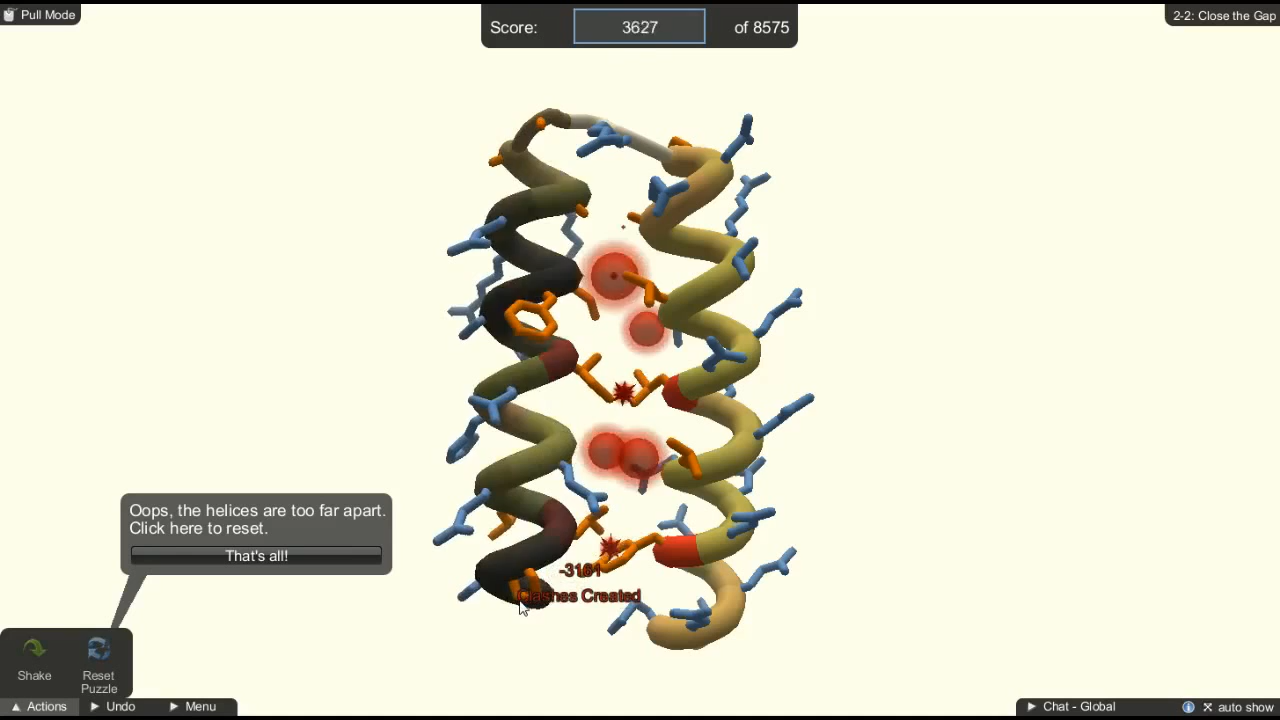 Pull Mode
Score: 3627 of 8575
2-2: Close the Gap
Oops, the helices are too far apart.
Click here to reset.
That's all!
-3161
Clashes Created
Shake
Reset
Puzzle
▲ Actions ▶ Undo ▶ Menu
▶ Chat - Global
auto show